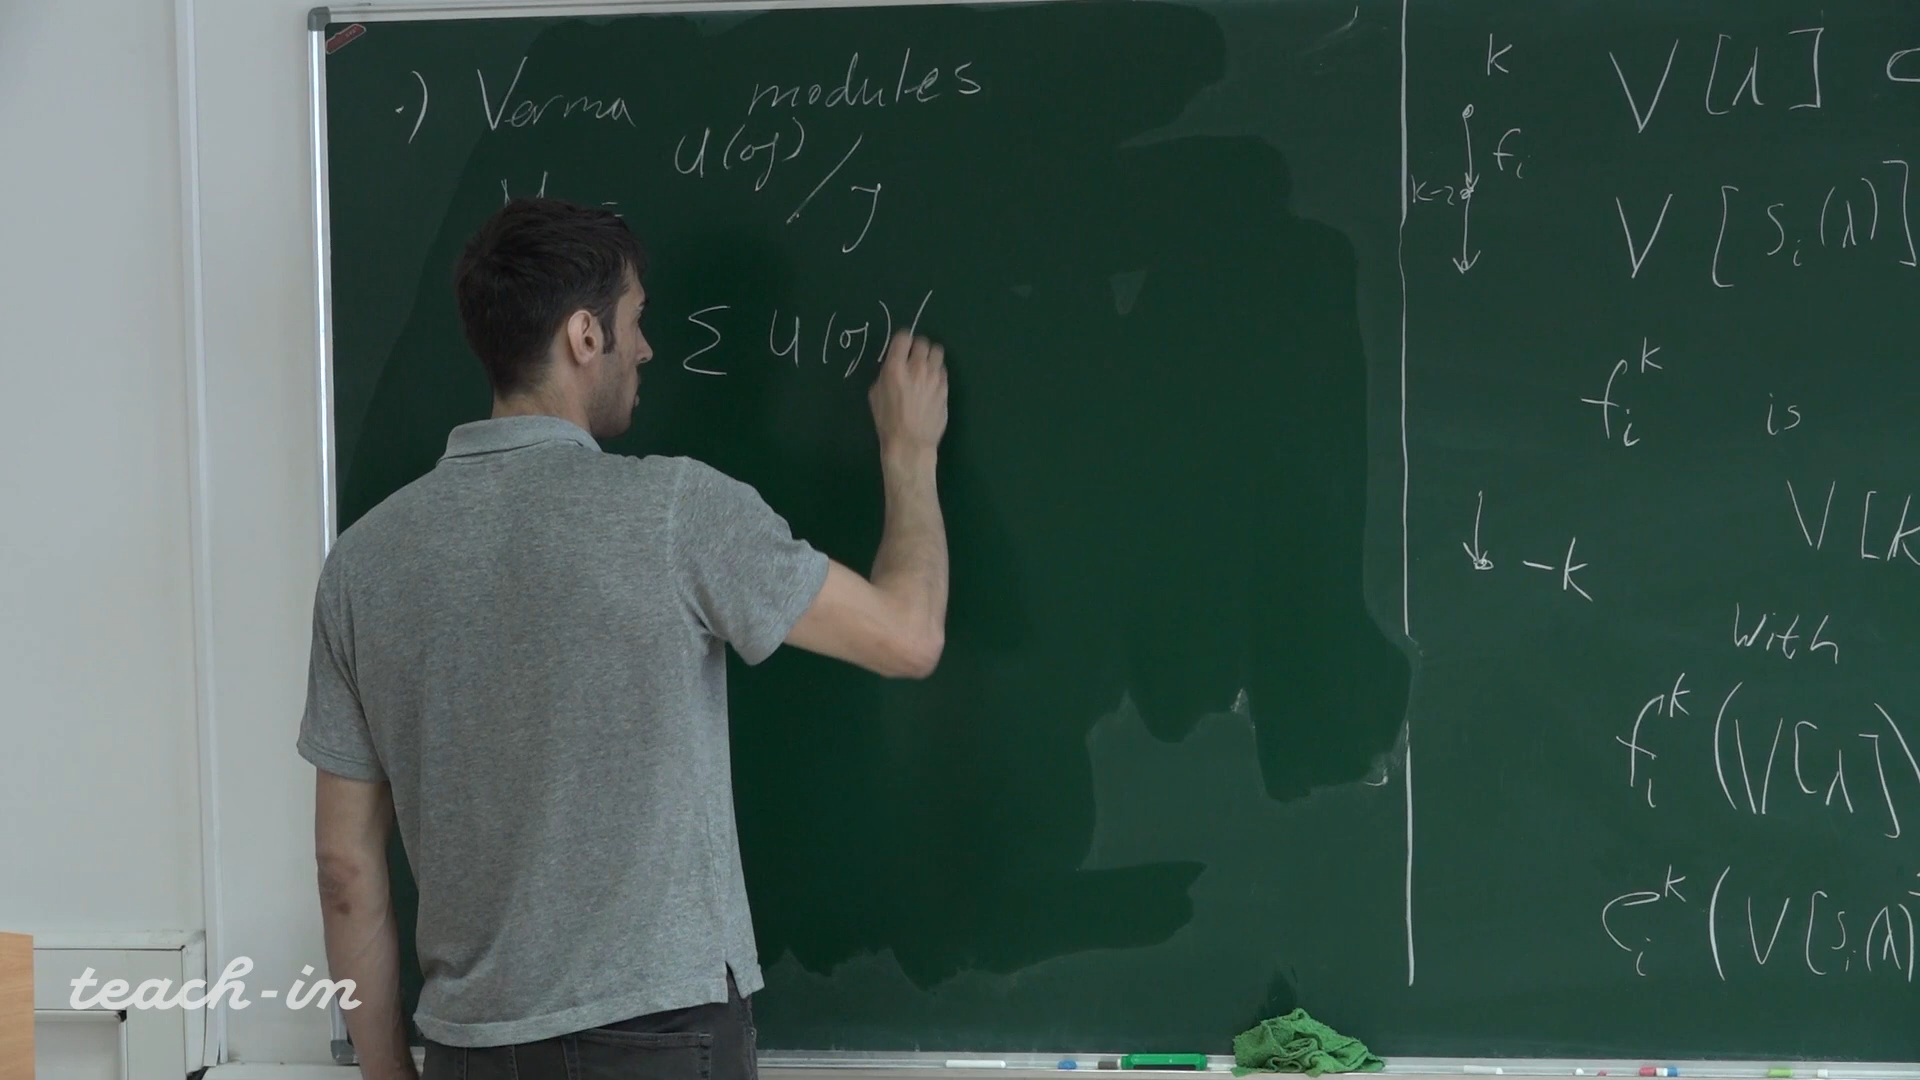 ·) Verma modules
U(𝔤) / J
=
Σ U(𝔤) (
k
f_i
k-2
-k
V[λ]
V[s_i(λ)]
f_i^k is
V[k
with
f_i^k (V[λ])
e_i^k (V[s_i(λ)
teach-in